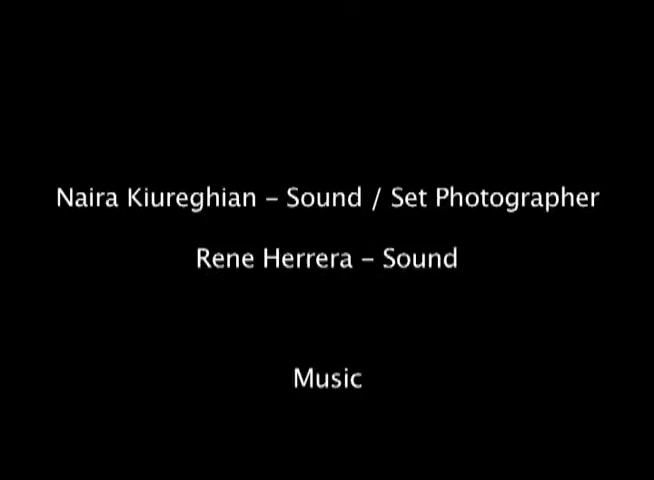 Naira Kiureghian – Sound / Set Photographer
Rene Herrera – Sound
Music